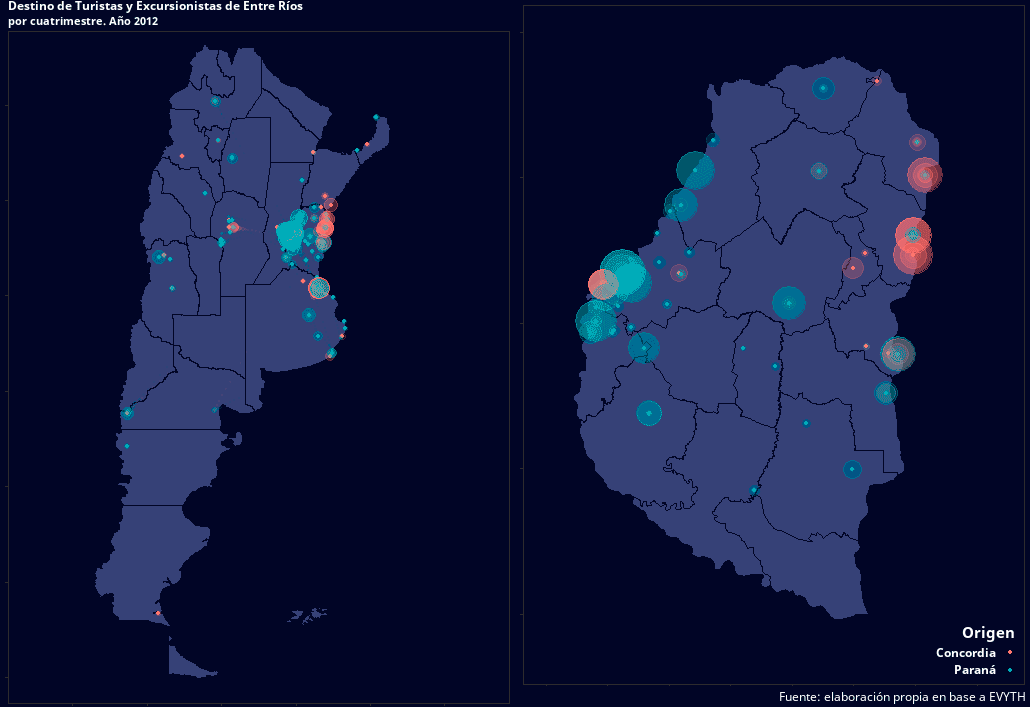 Destino de Turistas y Excursionistas de Entre Ríos
por cuatrimestre. Año 2012
Origen
Concordia
Paraná
Fuente: elaboración propia en base a EVYTH